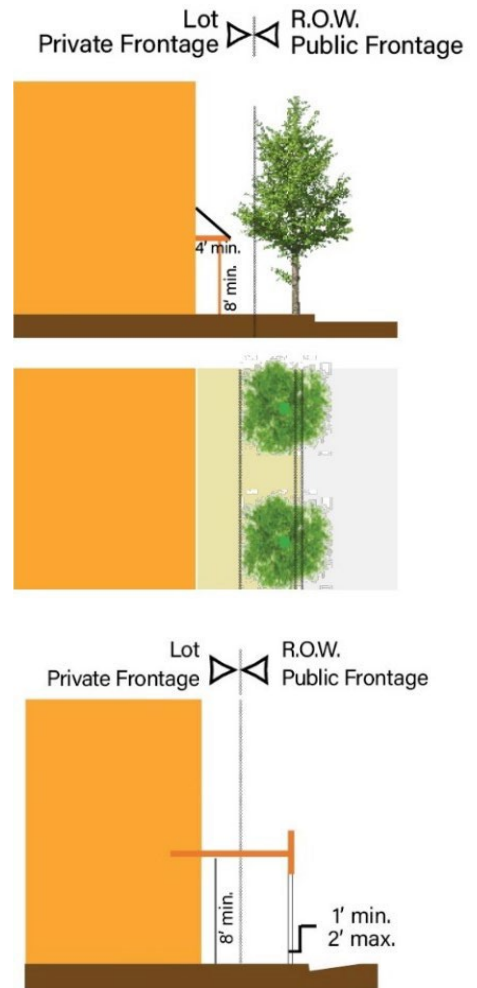 Lot
Private Frontage
R.O.W.
Public Frontage
4' min.
8' min.
Lot
Private Frontage
R.O.W.
Public Frontage
8' min.
1' min.
2' max.